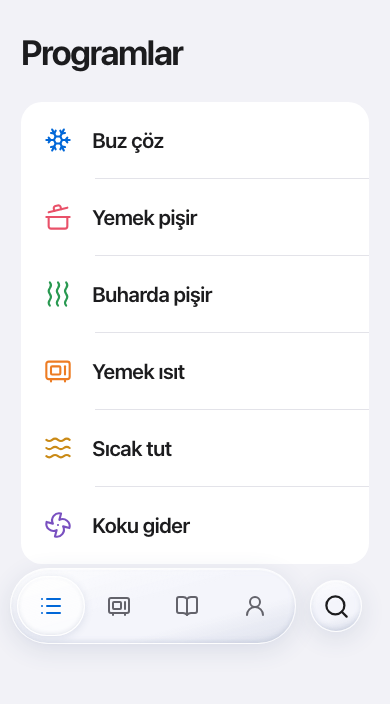 Programlar
Buz çöz
Yemek pişir
Buharda pişir
Yemek ısıt
Sıcak tut
Koku gider